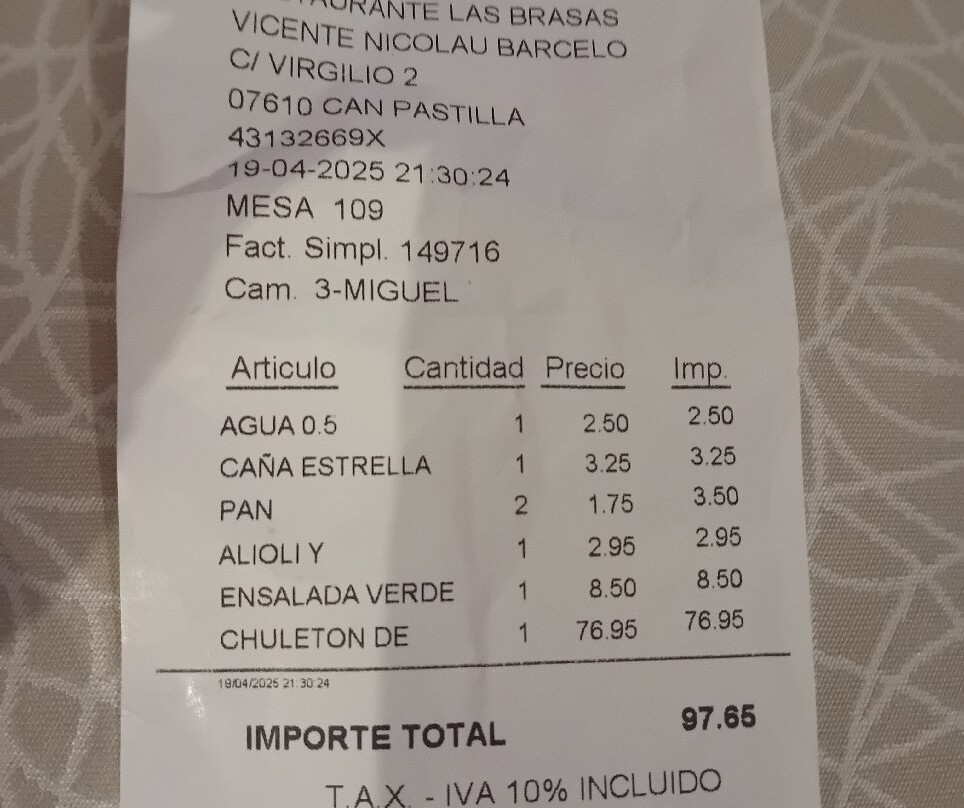 LAS BRASAS
VICENTE NICOLAU BARCELO
C/ VIRGILIO 2
07610 CAN PASTILLA
43132669X
19-04-2025 21:30:24
MESA 109
Fact. Simpl. 149716
Cam. 3-MIGUEL
Articulo Cantidad Precio Imp.
AGUA 0.5 1 2.50 2.50
CAÑA ESTRELLA 1 3.25 3.25
PAN 2 1.75 3.50
ALIOLI Y 1 2.95 2.95
ENSALADA VERDE 1 8.50 8.50
CHULETON DE 1 76.95 76.95
19/04/2025 21:30:24
IMPORTE TOTAL 97.65
T.A.X. - IVA 10% INCLUIDO